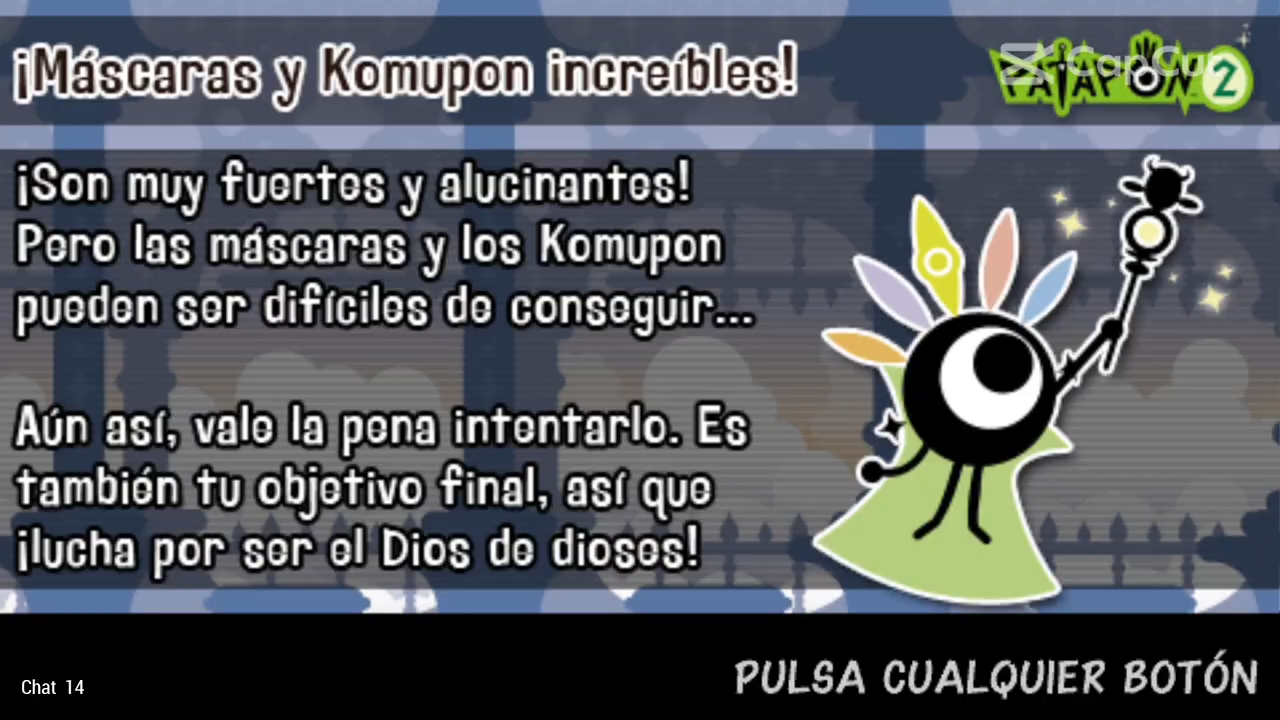 ¡Máscaras y Komupon increíbles!
CapCut
PATAPON 2
¡Son muy fuertes y alucinantes!
Pero las máscaras y los Komupon
pueden ser difíciles de conseguir...
Aún así, vale la pena intentarlo. Es
también tu objetivo final, así que
¡lucha por ser el Dios de dioses!
Chat 14
PULSA CUALQUIER BOTÓN